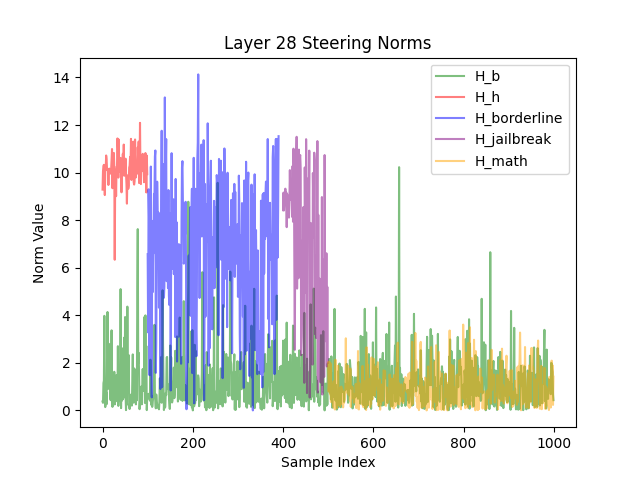 Layer 28 Steering Norms
14
12
10
8
6
4
2
0
Norm Value
0
200
400
600
800
1000
Sample Index
H_b
H_h
H_borderline
H_jailbreak
H_math